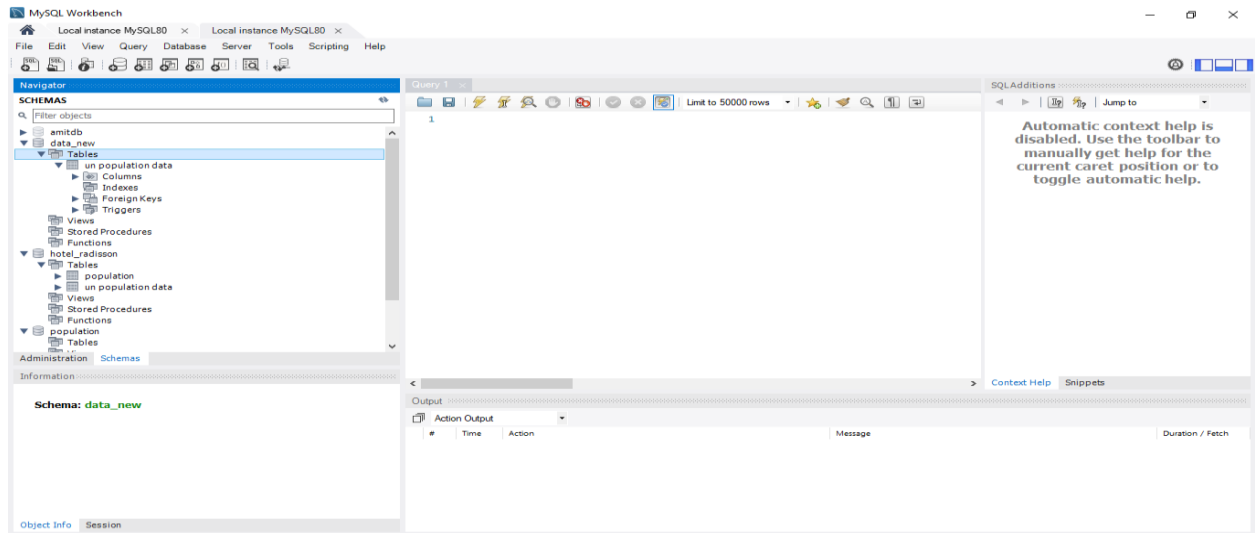 MySQL Workbench
Local instance MySQL80 × Local instance MySQL80 ×
File Edit View Query Database Server Tools Scripting Help
Navigator
SCHEMAS
Filter objects
amitdb
data_new
Tables
un population data
Columns
Indexes
Foreign Keys
Triggers
Views
Stored Procedures
Functions
hotel_radisson
Tables
population
un population data
Views
Stored Procedures
Functions
population
Tables
Administration Schemas
Information
Schema: data_new
Object Info Session
Query 1 ×
Limit to 50000 rows
1
Output
Action Output
# Time Action Message Duration / Fetch
SQLAdditions
Jump to
Automatic context help is
disabled. Use the toolbar to
manually get help for the
current caret position or to
toggle automatic help.
Context Help Snippets